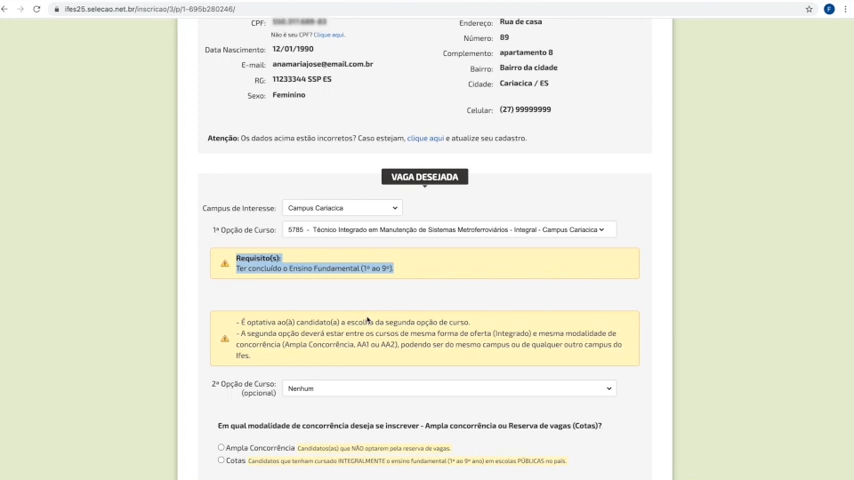 ifes25.selecao.net.br/inscricao/3/p/1-695b280246/
F
CPF:
Não é seu CPF? Clique aqui.
Data Nascimento: 12/01/1990
E-mail: anamariajose@email.com.br
RG: 11233344 SSP ES
Sexo: Feminino
Endereço: Rua de casa
Número: 89
Complemento: apartamento 8
Bairro: Bairro da cidade
Cidade: Cariacica / ES
Celular: (27) 99999999
Atenção: Os dados acima estão incorretos? Caso estejam, clique aqui e atualize seu cadastro.
VAGA DESEJADA
Campus de Interesse: Campus Cariacica
1ª Opção de Curso: 5785 - Técnico Integrado em Manutenção de Sistemas Metroferroviários - Integral - Campus Cariacica
Requisito(s):
Ter concluído o Ensino Fundamental (1º ao 9º).
- É optativa ao(à) candidato(a) a escolha da segunda opção de curso.
- A segunda opção deverá estar entre os cursos de mesma forma de oferta (Integrado) e mesma modalidade de
concorrência (Ampla Concorrência, AA1 ou AA2), podendo ser do mesmo campus ou de qualquer outro campus do
Ifes.
2ª Opção de Curso: Nenhum
(opcional)
Em qual modalidade de concorrência deseja se inscrever - Ampla concorrência ou Reserva de vagas (Cotas)?
Ampla Concorrência Candidatos(as) que NÃO optarem pela reserva de vagas.
Cotas Candidatos que tenham cursado INTEGRALMENTE o ensino fundamental (1º ao 9º ano) em escolas PÚBLICAS no país.